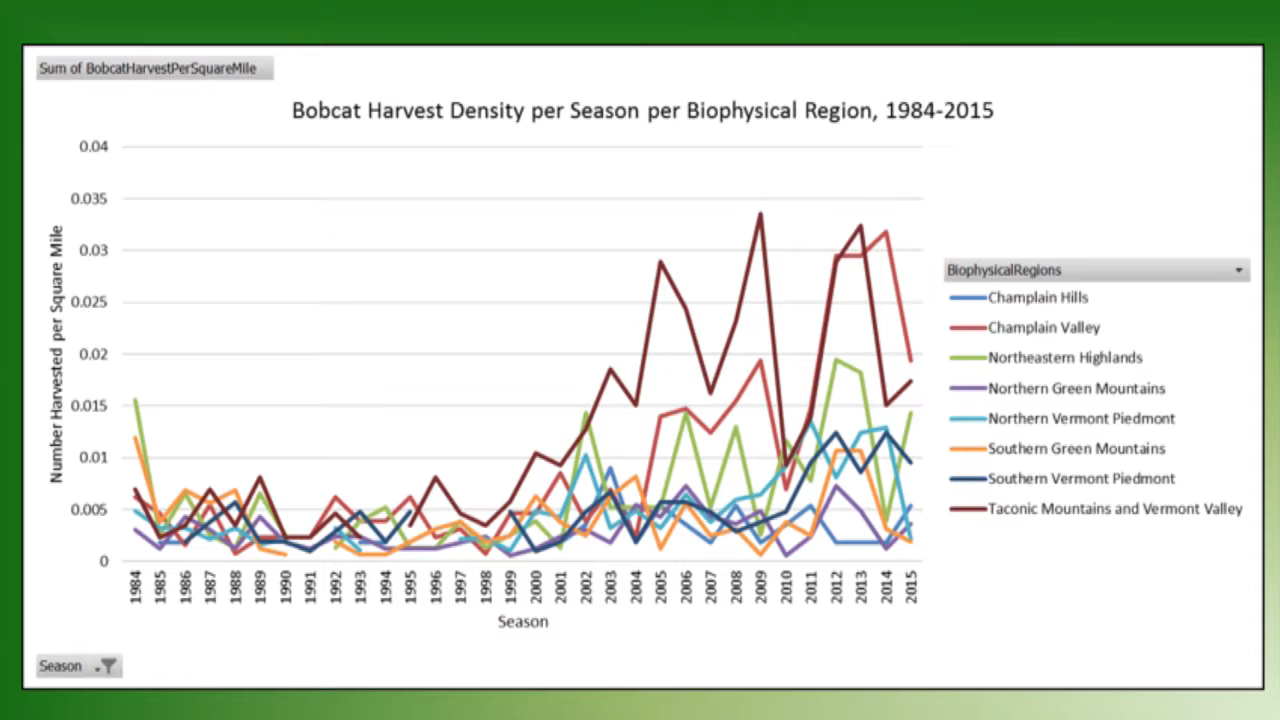 Sum of BobcatHarvestPerSquareMile
Bobcat Harvest Density per Season per Biophysical Region, 1984-2015
Number Harvested per Square Mile
0.04
0.035
0.03
0.025
0.02
0.015
0.01
0.005
0
1984
1985
1986
1987
1988
1989
1990
1991
1992
1993
1994
1995
1996
1997
1998
1999
2000
2001
2002
2003
2004
2005
2006
2007
2008
2009
2010
2011
2012
2013
2014
2015
Season
BiophysicalRegions
Champlain Hills
Champlain Valley
Northeastern Highlands
Northern Green Mountains
Northern Vermont Piedmont
Southern Green Mountains
Southern Vermont Piedmont
Taconic Mountains and Vermont Valley
Season